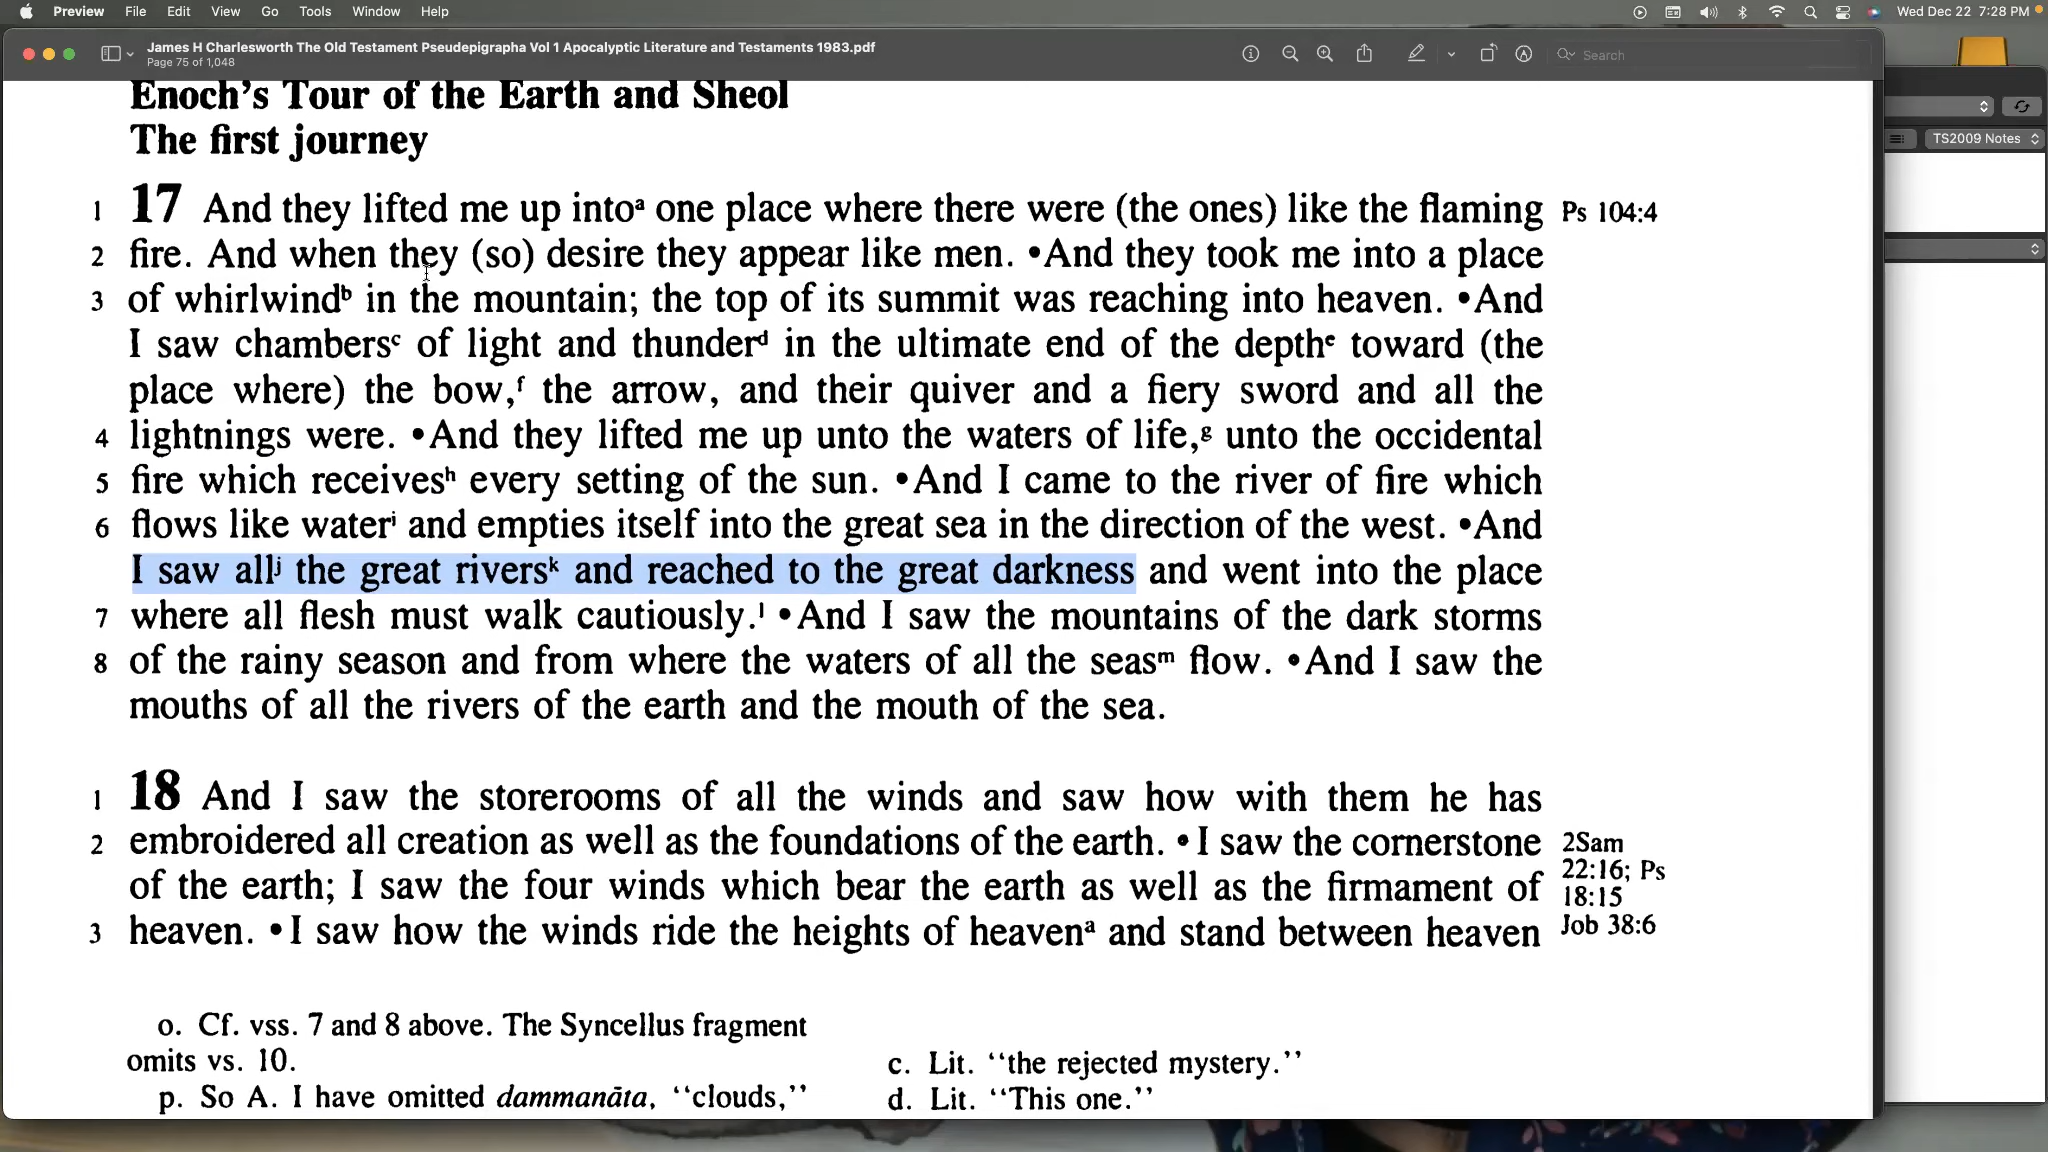 Preview File Edit View Go Tools Window Help Wed Dec 22 7:28 PM
James H Charlesworth The Old Testament Pseudepigrapha Vol 1 Apocalyptic Literature and Testaments 1983.pdf
Page 75 of 1,048
Search
TS2009 Notes
Enoch's Tour of the Earth and Sheol
The first journey
1 17 And they lifted me up intoᵃ one place where there were (the ones) like the flaming Ps 104:4
2 fire. And when they (so) desire they appear like men. •And they took me into a place
3 of whirlwindᵇ in the mountain; the top of its summit was reaching into heaven. •And
I saw chambersᶜ of light and thunderᵈ in the ultimate end of the depthᵉ toward (the
place where) the bow,ᶠ the arrow, and their quiver and a fiery sword and all the
4 lightnings were. •And they lifted me up unto the waters of life,ᵍ unto the occidental
5 fire which receivesʰ every setting of the sun. •And I came to the river of fire which
6 flows like waterⁱ and empties itself into the great sea in the direction of the west. •And
I saw allʲ the great riversᵏ and reached to the great darkness and went into the place
7 where all flesh must walk cautiously.ˡ •And I saw the mountains of the dark storms
8 of the rainy season and from where the waters of all the seasᵐ flow. •And I saw the
mouths of all the rivers of the earth and the mouth of the sea.
1 18 And I saw the storerooms of all the winds and saw how with them he has
2 embroidered all creation as well as the foundations of the earth. •I saw the cornerstone 2Sam
of the earth; I saw the four winds which bear the earth as well as the firmament of 22:16; Ps
18:15
3 heaven. •I saw how the winds ride the heights of heavenᵃ and stand between heaven Job 38:6
o. Cf. vss. 7 and 8 above. The Syncellus fragment
omits vs. 10.
p. So A. I have omitted dammanāta, ‘‘clouds,’’
c. Lit. ‘‘the rejected mystery.’’
d. Lit. ‘‘This one.’’